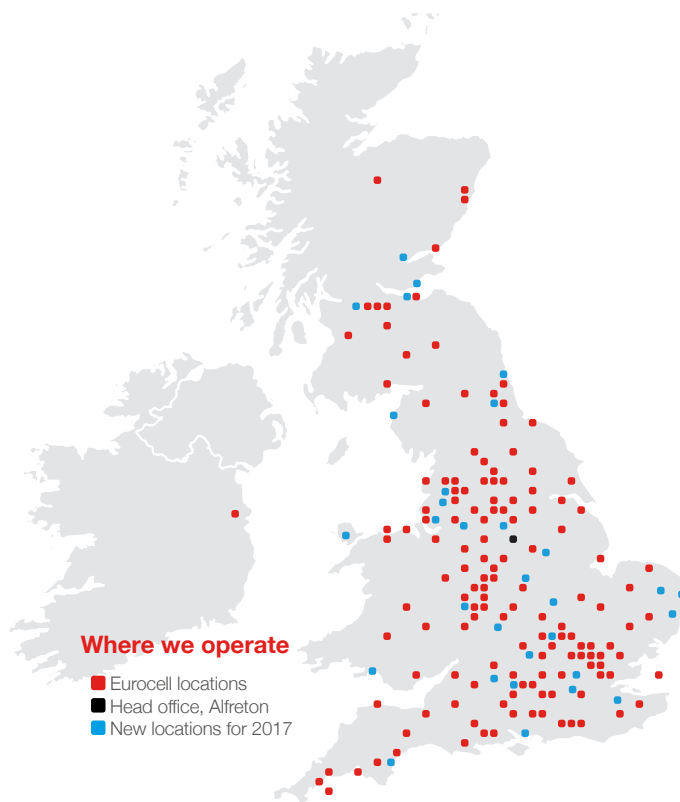 Where we operate
Eurocell locations
Head office, Alfreton
New locations for 2017